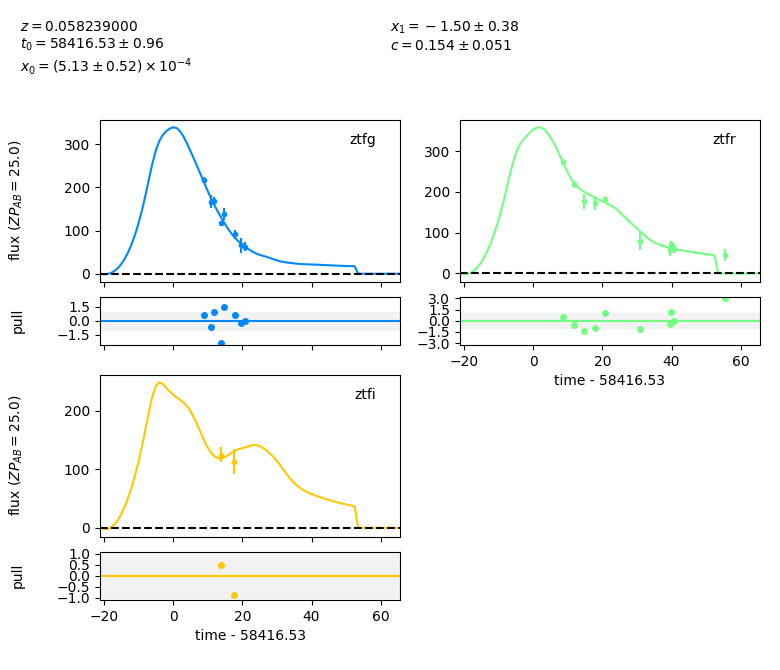 z = 0.058239000
t₀ = 58416.53 ± 0.96
x₀ = (5.13 ± 0.52) × 10⁻⁴
x₁ = −1.50 ± 0.38
c = 0.154 ± 0.051
ztfg
flux (ZP_AB = 25.0)
300
200
100
0
ztfr
300
200
100
0
pull
1.5
0.0
−1.5
3.0
1.5
0.0
−1.5
−3.0
−20 0 20 40 60
time - 58416.53
ztfi
flux (ZP_AB = 25.0)
200
100
0
pull
1.0
0.5
0.0
−0.5
−1.0
−20 0 20 40 60
time - 58416.53